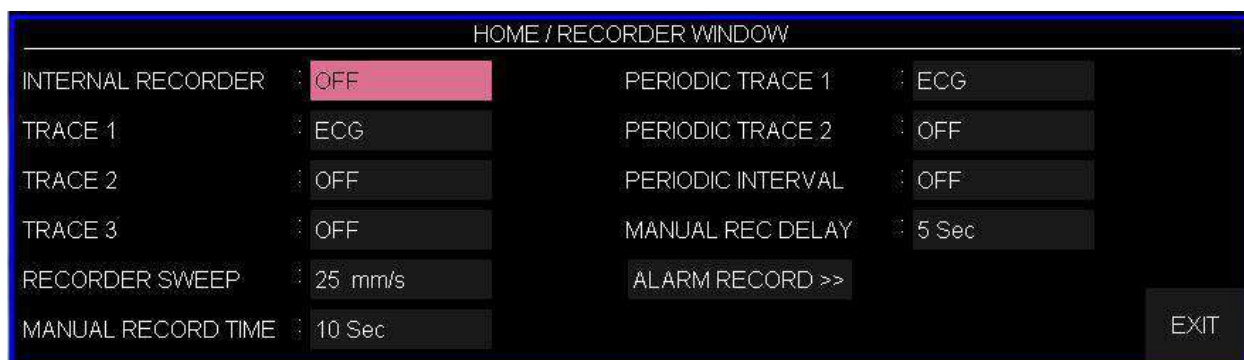 HOME / RECORDER WINDOW
INTERNAL RECORDER : OFF
TRACE 1 : ECG
TRACE 2 : OFF
TRACE 3 : OFF
RECORDER SWEEP : 25 mm/s
MANUAL RECORD TIME : 10 Sec
PERIODIC TRACE 1 : ECG
PERIODIC TRACE 2 : OFF
PERIODIC INTERVAL : OFF
MANUAL REC DELAY : 5 Sec
ALARM RECORD >>
EXIT